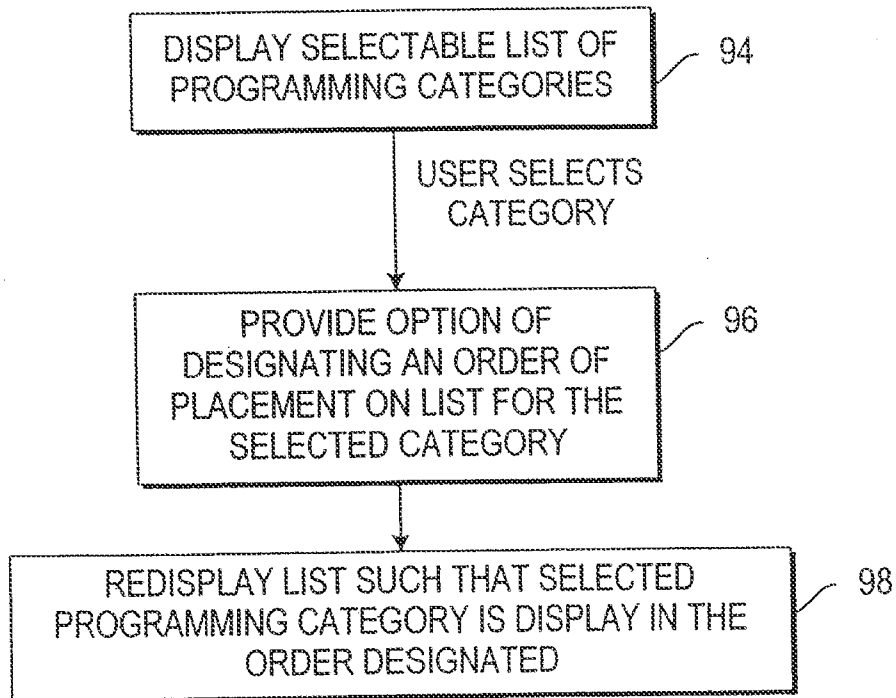 DISPLAY SELECTABLE LIST OF
PROGRAMMING CATEGORIES
94
USER SELECTS
CATEGORY
PROVIDE OPTION OF
DESIGNATING AN ORDER OF
PLACEMENT ON LIST FOR THE
SELECTED CATEGORY
96
REDISPLAY LIST SUCH THAT SELECTED
PROGRAMMING CATEGORY IS DISPLAY IN THE
ORDER DESIGNATED
98